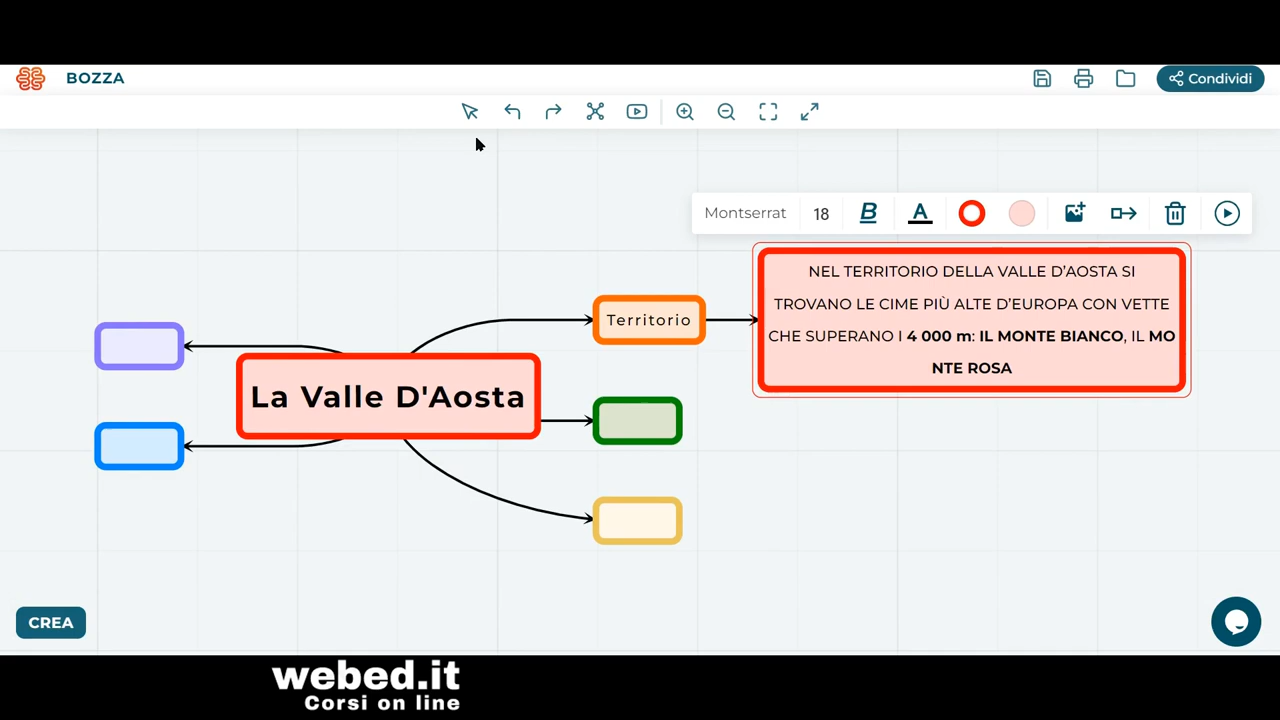 BOZZA
Condividi
Montserrat 18 B A
NEL TERRITORIO DELLA VALLE D'AOSTA SI
TROVANO LE CIME PIÙ ALTE D'EUROPA CON VETTE
CHE SUPERANO I 4 000 m: IL MONTE BIANCO, IL MO
NTE ROSA
Territorio
La Valle D'Aosta
CREA
webed.it
Corsi on line